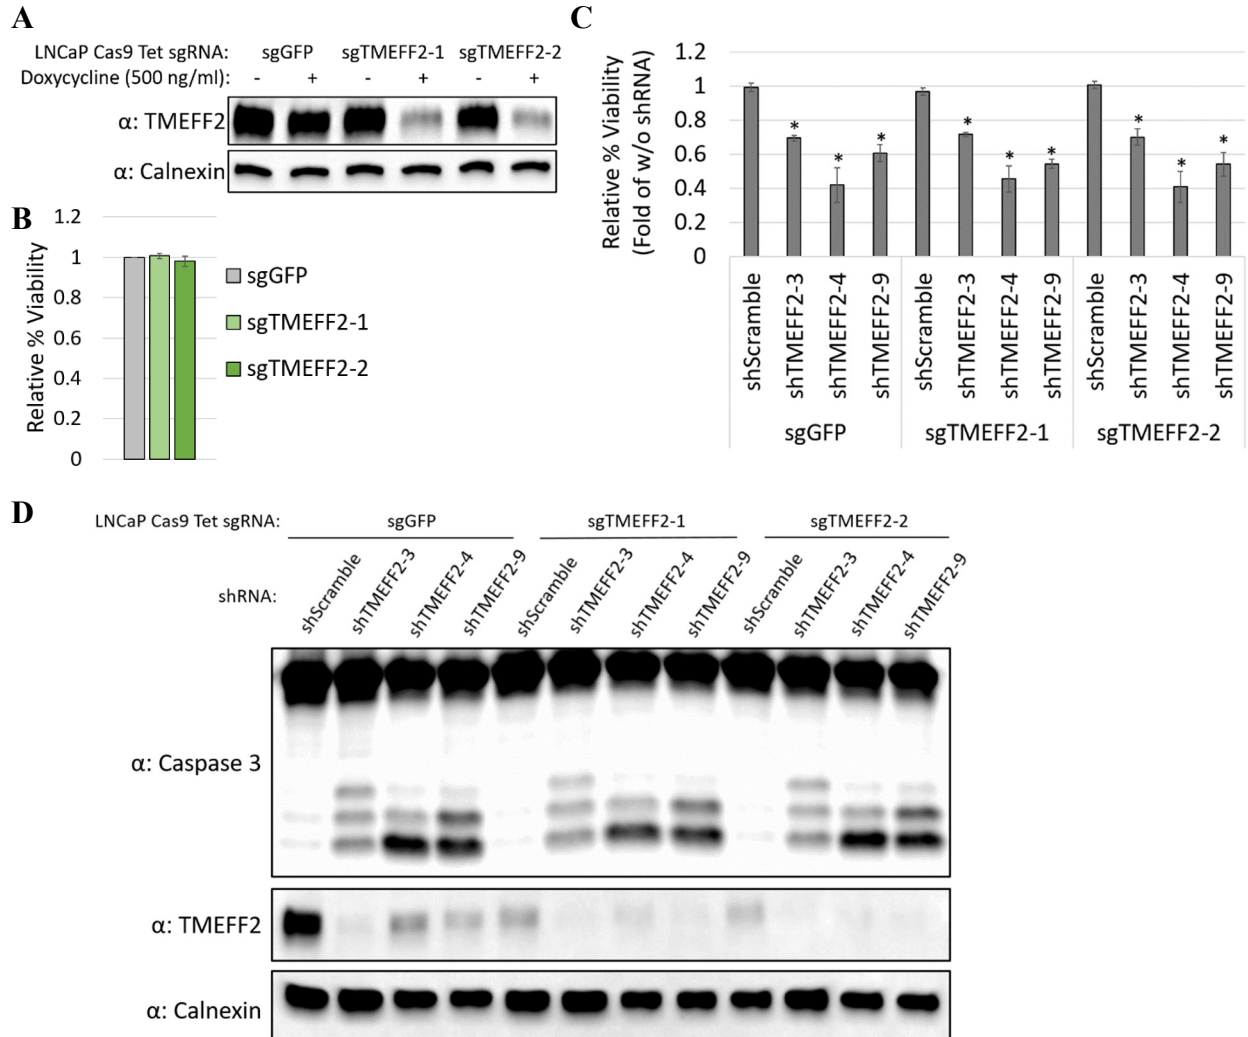 A
LNCaP Cas9 Tet sgRNA: sgGFP sgTMEFF2-1 sgTMEFF2-2
Doxycycline (500 ng/ml): - + - + - +
α: TMEFF2
α: Calnexin
B
Relative % Viability
1.2
1
0.8
0.6
0.4
0.2
0
sgGFP
sgTMEFF2-1
sgTMEFF2-2
C
Relative % Viability
(Fold of w/o shRNA)
1.2
1
0.8
0.6
0.4
0.2
0
* * * * * * * * *
shScramble shTMEFF2-3 shTMEFF2-4 shTMEFF2-9 shScramble shTMEFF2-3 shTMEFF2-4 shTMEFF2-9 shScramble shTMEFF2-3 shTMEFF2-4 shTMEFF2-9
sgGFP sgTMEFF2-1 sgTMEFF2-2
D
LNCaP Cas9 Tet sgRNA: sgGFP sgTMEFF2-1 sgTMEFF2-2
shRNA: shScramble shTMEFF2-3 shTMEFF2-4 shTMEFF2-9 shScramble shTMEFF2-3 shTMEFF2-4 shTMEFF2-9 shScramble shTMEFF2-3 shTMEFF2-4 shTMEFF2-9
α: Caspase 3
α: TMEFF2
α: Calnexin